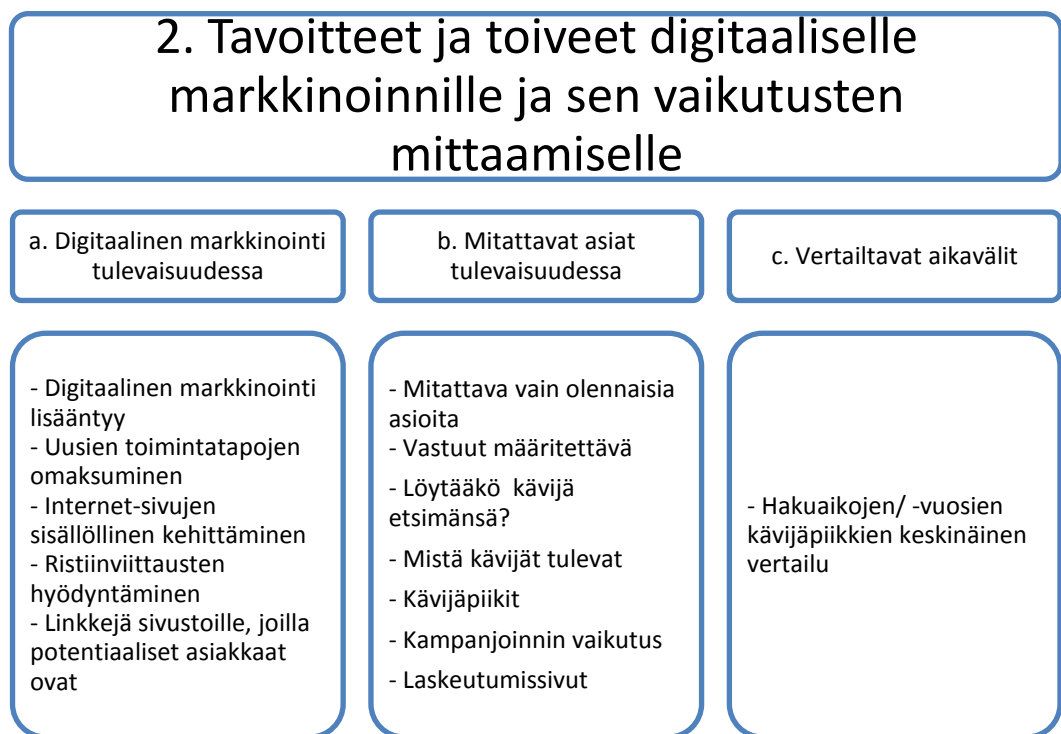 2. Tavoitteet ja toiveet digitaaliselle
markkinoinnille ja sen vaikutusten
mittaamiselle
a. Digitaalinen markkinointi
tulevaisuudessa
b. Mitattavat asiat
tulevaisuudessa
c. Vertailtavat aikavälit
- Digitaalinen markkinointi
lisääntyy
- Uusien toimintatapojen
omaksuminen
- Internet-sivujen
sisällöllinen kehittäminen
- Ristiinviittausten
hyödyntäminen
- Linkkejä sivustoille, joilla
potentiaaliset asiakkaat
ovat
- Mitattava vain olennaisia
asioita
- Vastuut määritettävä
- Löytääkö  kävijä
etsimänsä?
- Mistä kävijät tulevat
- Kävijäpiikit
- Kampanjoinnin vaikutus
- Laskeutumissivut
- Hakuaikojen/ -vuosien
kävijäpiikkien keskinäinen
vertailu